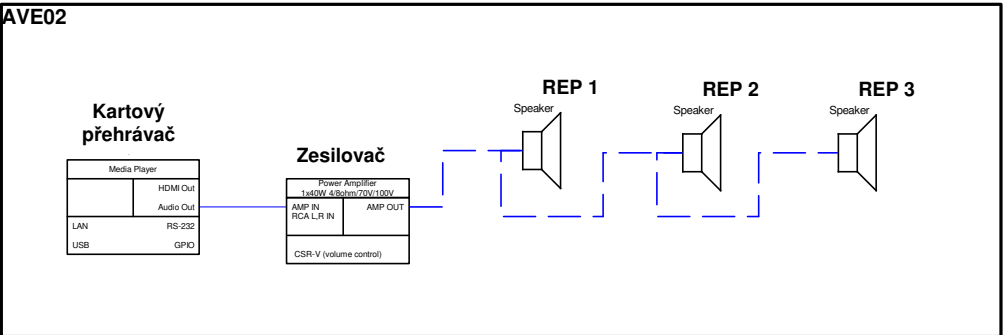 AVE02
Kartový
přehrávač
Media Player
HDMI Out
Audio Out
LAN
RS-232
USB
GPIO
Zesilovač
Power Amplifier
1x40W 4/8ohm/70V/100V
AMP IN
AMP OUT
RCA L,R IN
CSR-V (volume control)
REP 1
Speaker
REP 2
Speaker
REP 3
Speaker